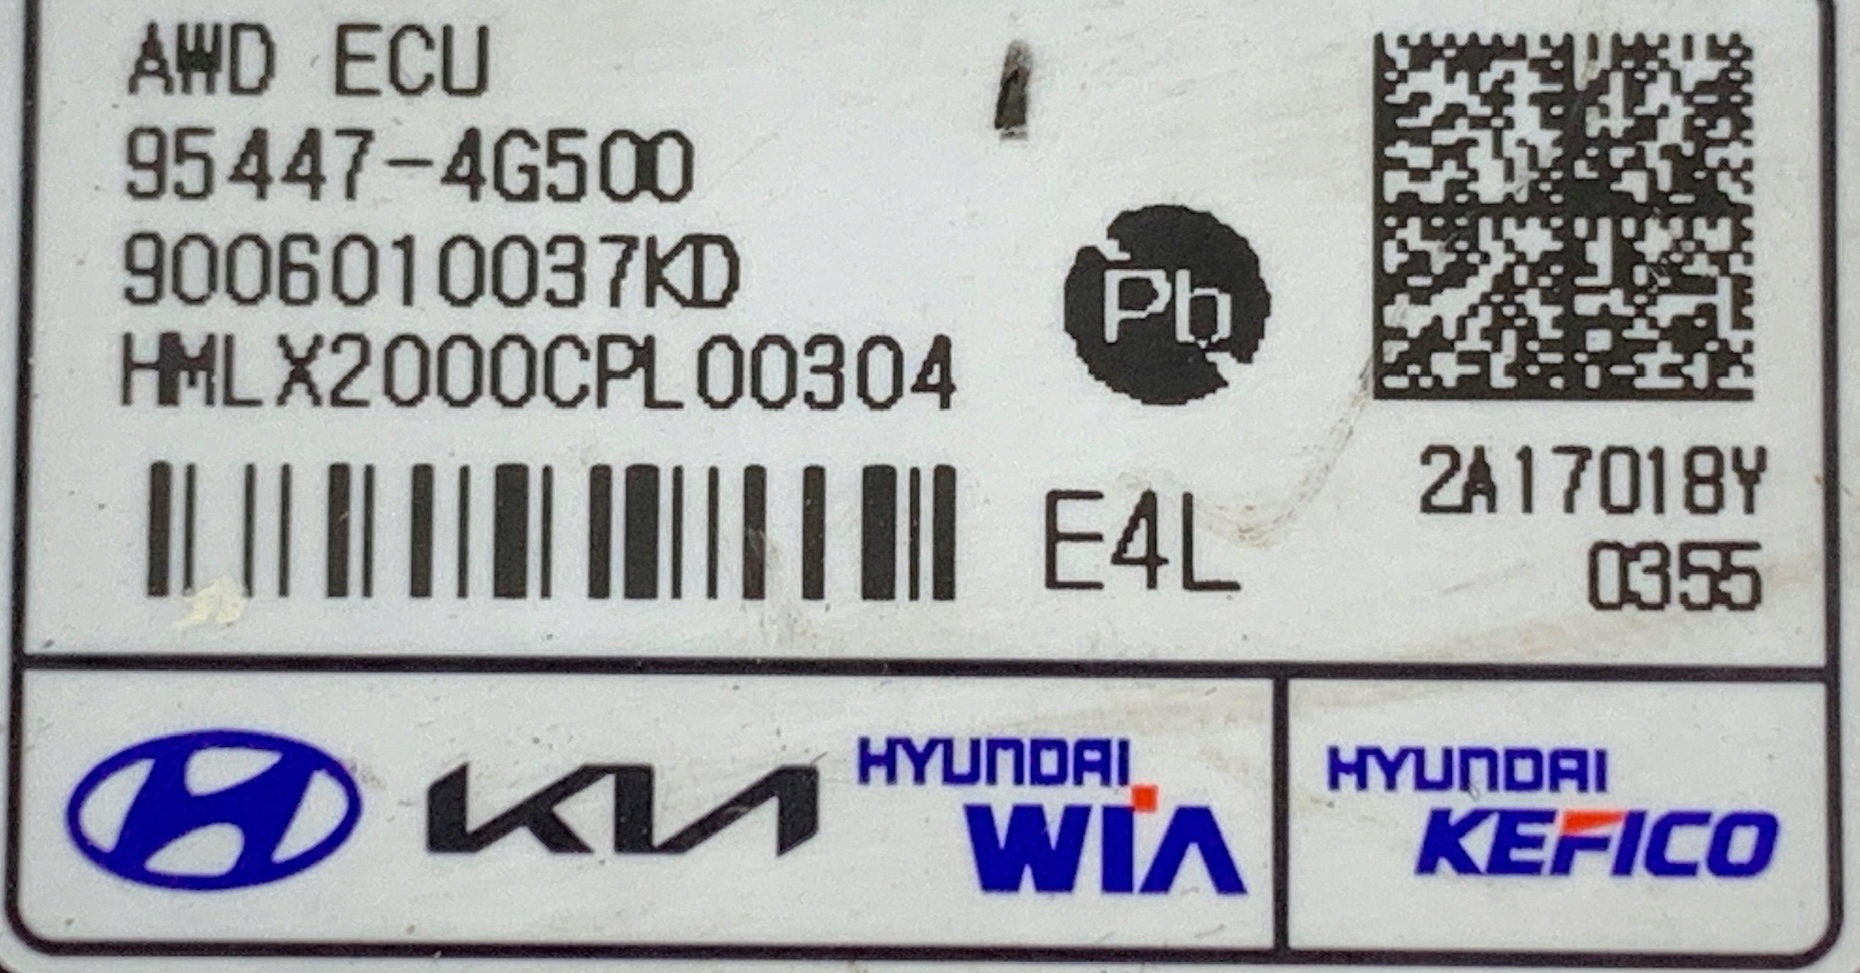 AWD ECU
95447-4G500
9006010037KD
HMLX2000CPL00304
Pb
E4L
2A17018Y
0355
KIA
HYUNDAI
WIA
HYUNDAI
KEFICO